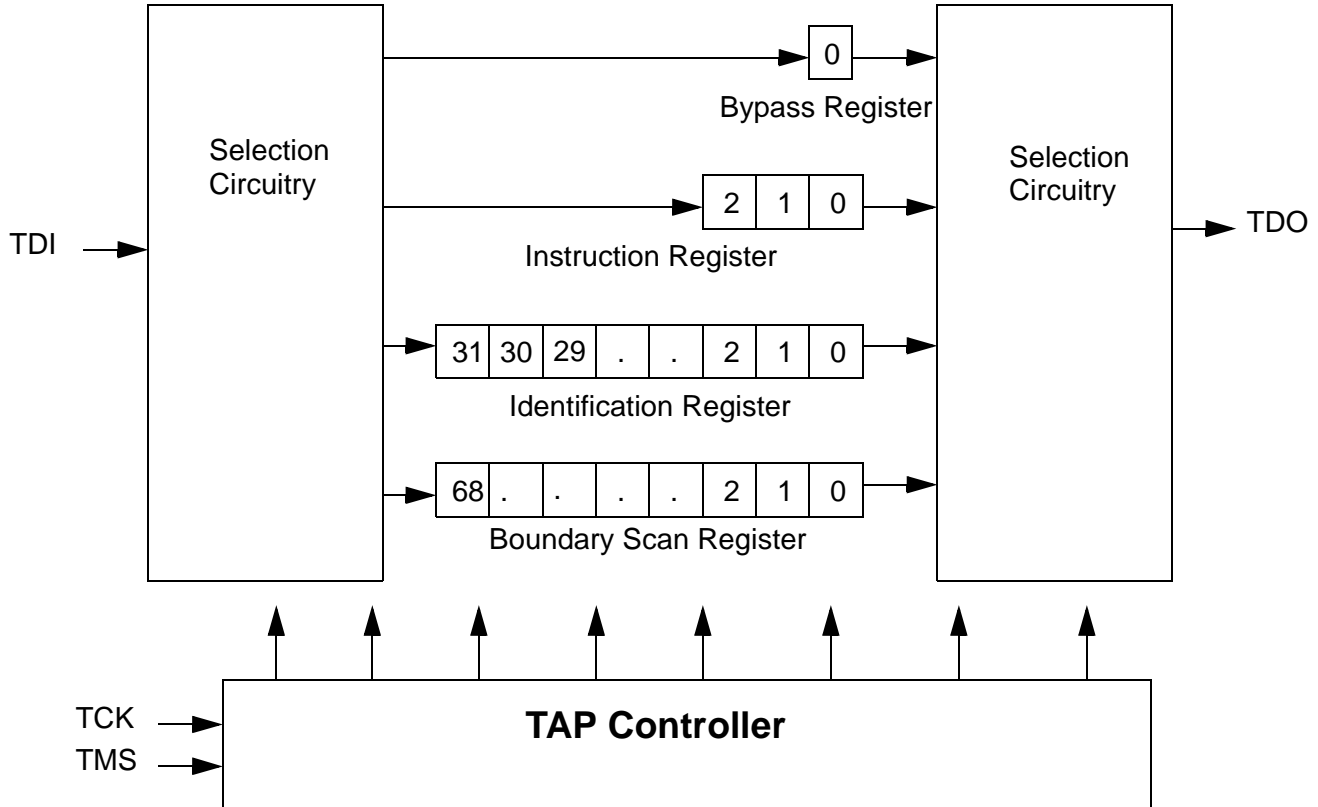 0
Bypass Register
Selection
Circuitry
Selection
Circuitry
2 1 0
TDI
TDO
Instruction Register
31 30 29 . . 2 1 0
Identification Register
68 . . . . 2 1 0
Boundary Scan Register
TCK
TAP Controller
TMS